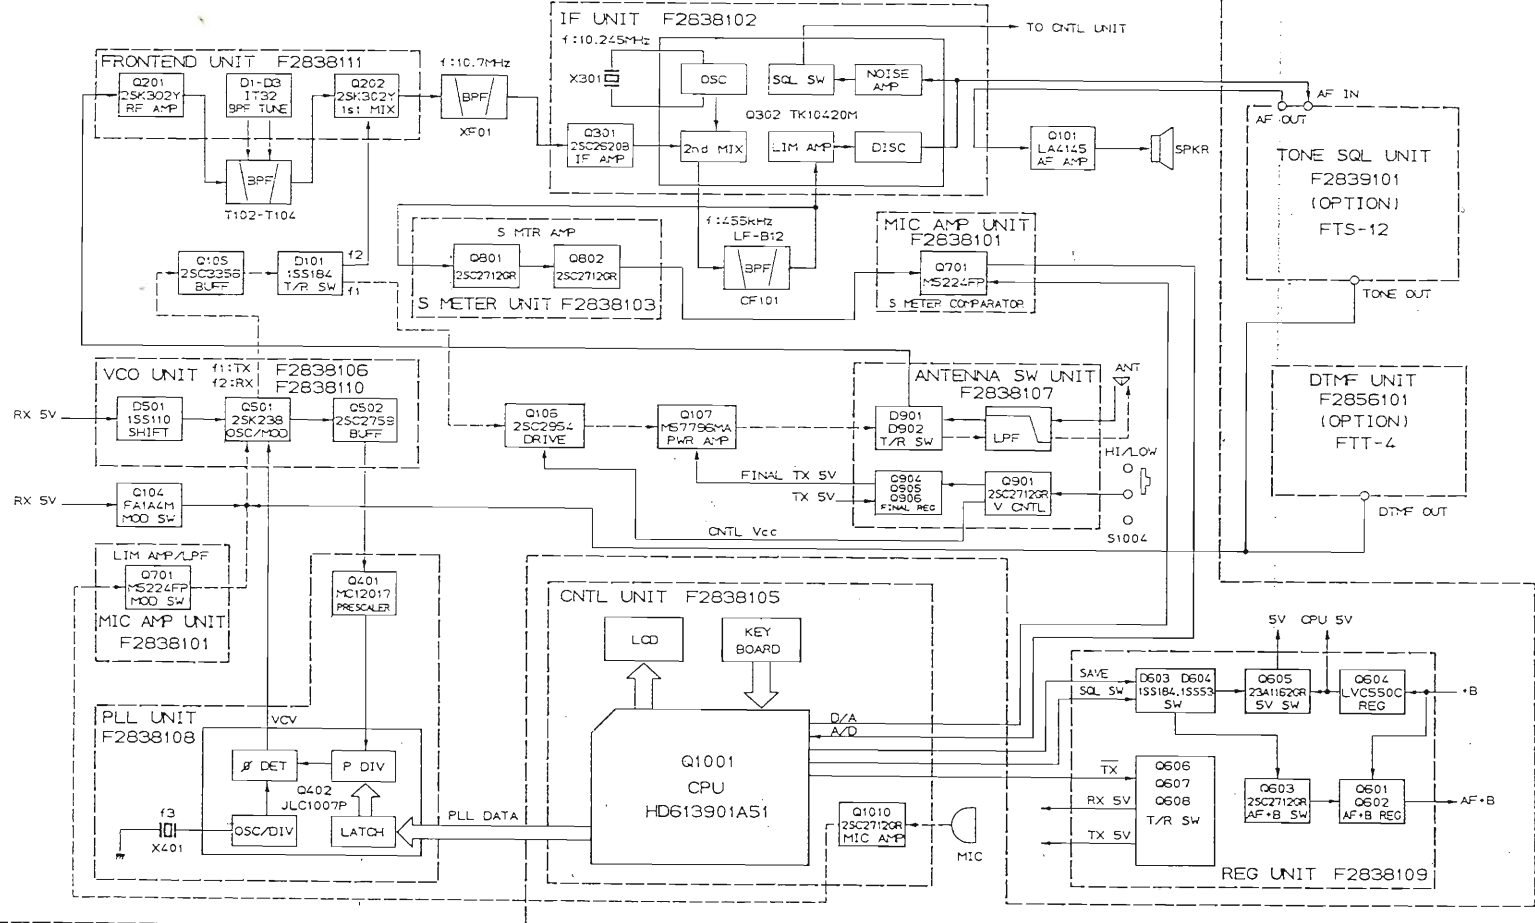 IF UNIT F2838102
f:10.245MHz
X301
OSC
SQL SW
NOISE
AMP
TO CNTL UNIT
Q302 TK10420M
Q301
2SC2620B
IF AMP
2nd MIX
LIM AMP
DISC
FRONTEND UNIT F2838111
Q201
2SK302Y
RF AMP
D1-D3
IT32
BPF TUNE
Q202
2SK302Y
1st MIX
BPF
T102-T104
f:10.7MHz
BPF
XF01
Q101
LA4145
AF AMP
SPKR
AF IN
AF OUT
TONE SQL UNIT
F2839101
(OPTION)
FTS-12
TONE OUT
Q105
2SC3356
BUFF
D101
1SS184
T/R SW
f2
f1
S MTR AMP
Q801
2SC2712GR
Q802
2SC2712GR
S METER UNIT F2838103
f:455kHz
LF-B12
BPF
CF101
MIC AMP UNIT
F2838101
Q701
M5224FP
S METER COMPARATOR
VCO UNIT
f1:TX
f2:RX
F2838106
F2838110
RX 5V
D501
1SS110
SHIFT
Q501
2SK238
OSC/MOD
Q502
2SC2759
BUFF
Q106
2SC2954
DRIVE
Q107
M57796MA
PWR AMP
ANTENNA SW UNIT
F2838107
ANT
D901
D902
T/R SW
LPF
FINAL TX 5V
TX 5V
Q904
Q905
Q906
FINAL REG
Q901
2SC2712GR
V CNTL
HI/LOW
S1004
CNTL Vcc
DTMF UNIT
F2856101
(OPTION)
FTT-4
DTMF OUT
RX 5V
Q104
FA1A4M
MOD SW
LIM AMP/LPF
Q701
M5224FP
MOD SW
MIC AMP UNIT
F2838101
Q401
MC12017
PRESCALER
PLL UNIT
F2838108
VCV
Ø DET
P DIV
Q402
JLC1007P
OSC/DIV
LATCH
f3
X401
PLL DATA
CNTL UNIT F2838105
LCD
KEY
BOARD
Q1001
CPU
HD613901A51
D/A
A/D
Q1010
2SC2712GR
MIC AMP
MIC
5V CPU 5V
SAVE
SQL SW
D603 D604
1SS184,1SS53
SW
Q605
2SA1162GR
5V SW
Q604
LVC550C
REG
+B
TX
RX 5V
TX 5V
Q606
Q607
Q608
T/R SW
Q603
2SC2712GR
AF+B SW
Q601
Q602
AF+B REG
AF+B
REG UNIT F2838109